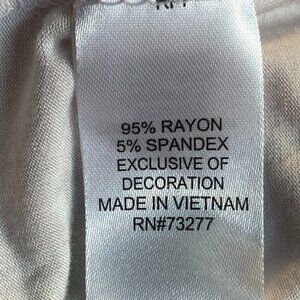 95% RAYON
5% SPANDEX
EXCLUSIVE OF
DECORATION
MADE IN VIETNAM
RN#73277